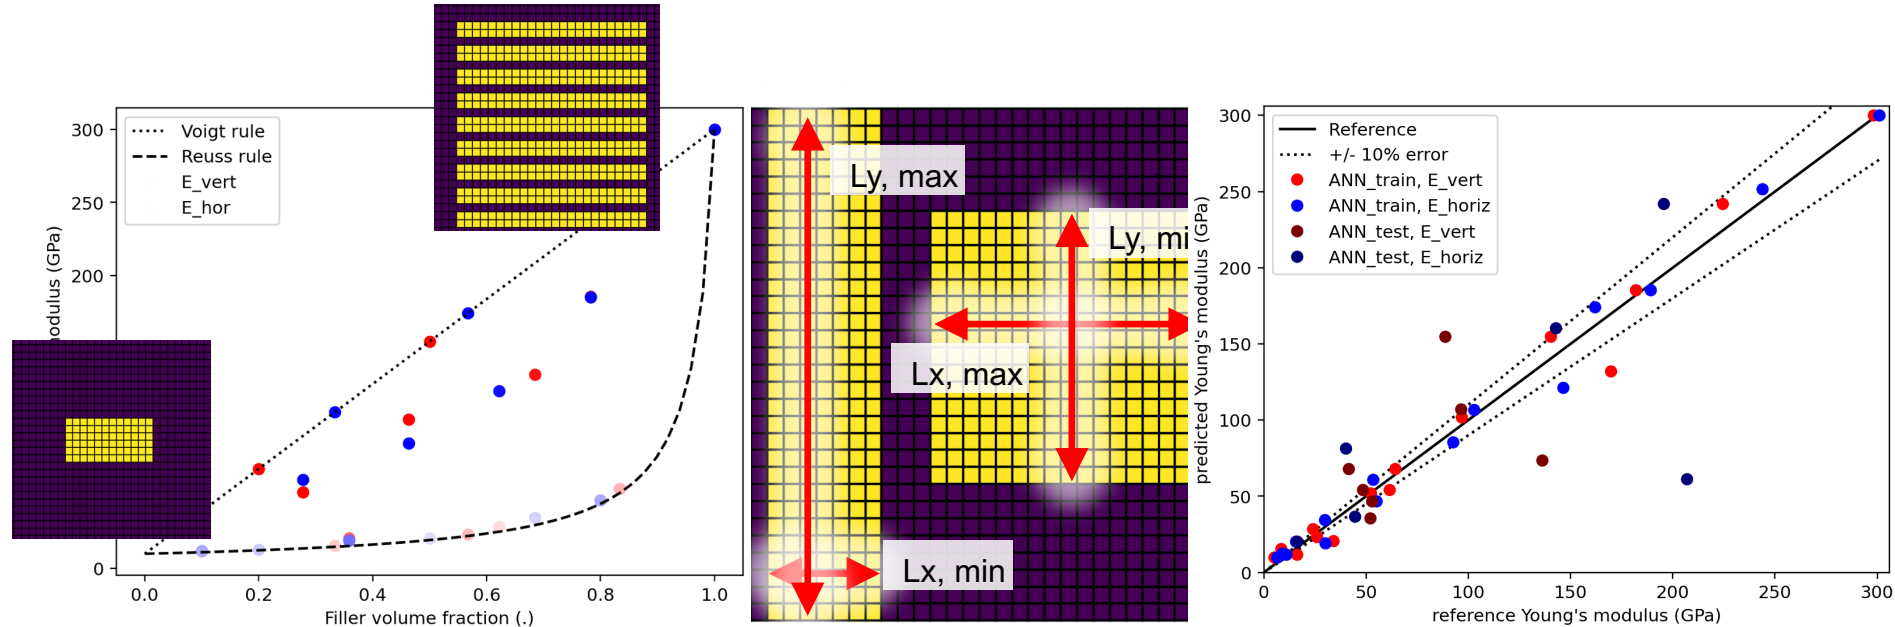 Voigt rule
Reuss rule
E_vert
E_hor
300
250
200
0
0.0 0.2 0.4 0.6 0.8 1.0
Filler volume fraction (.)
(GPa)
Ly, max
Ly, mi
Lx, max
Lx, min
Reference
+/- 10% error
ANN_train, E_vert
ANN_train, E_horiz
ANN_test, E_vert
ANN_test, E_horiz
predicted Young's modulus (GPa)
300
250
200
150
100
50
0
0 50 100 150 200 250 300
reference Young's modulus (GPa)